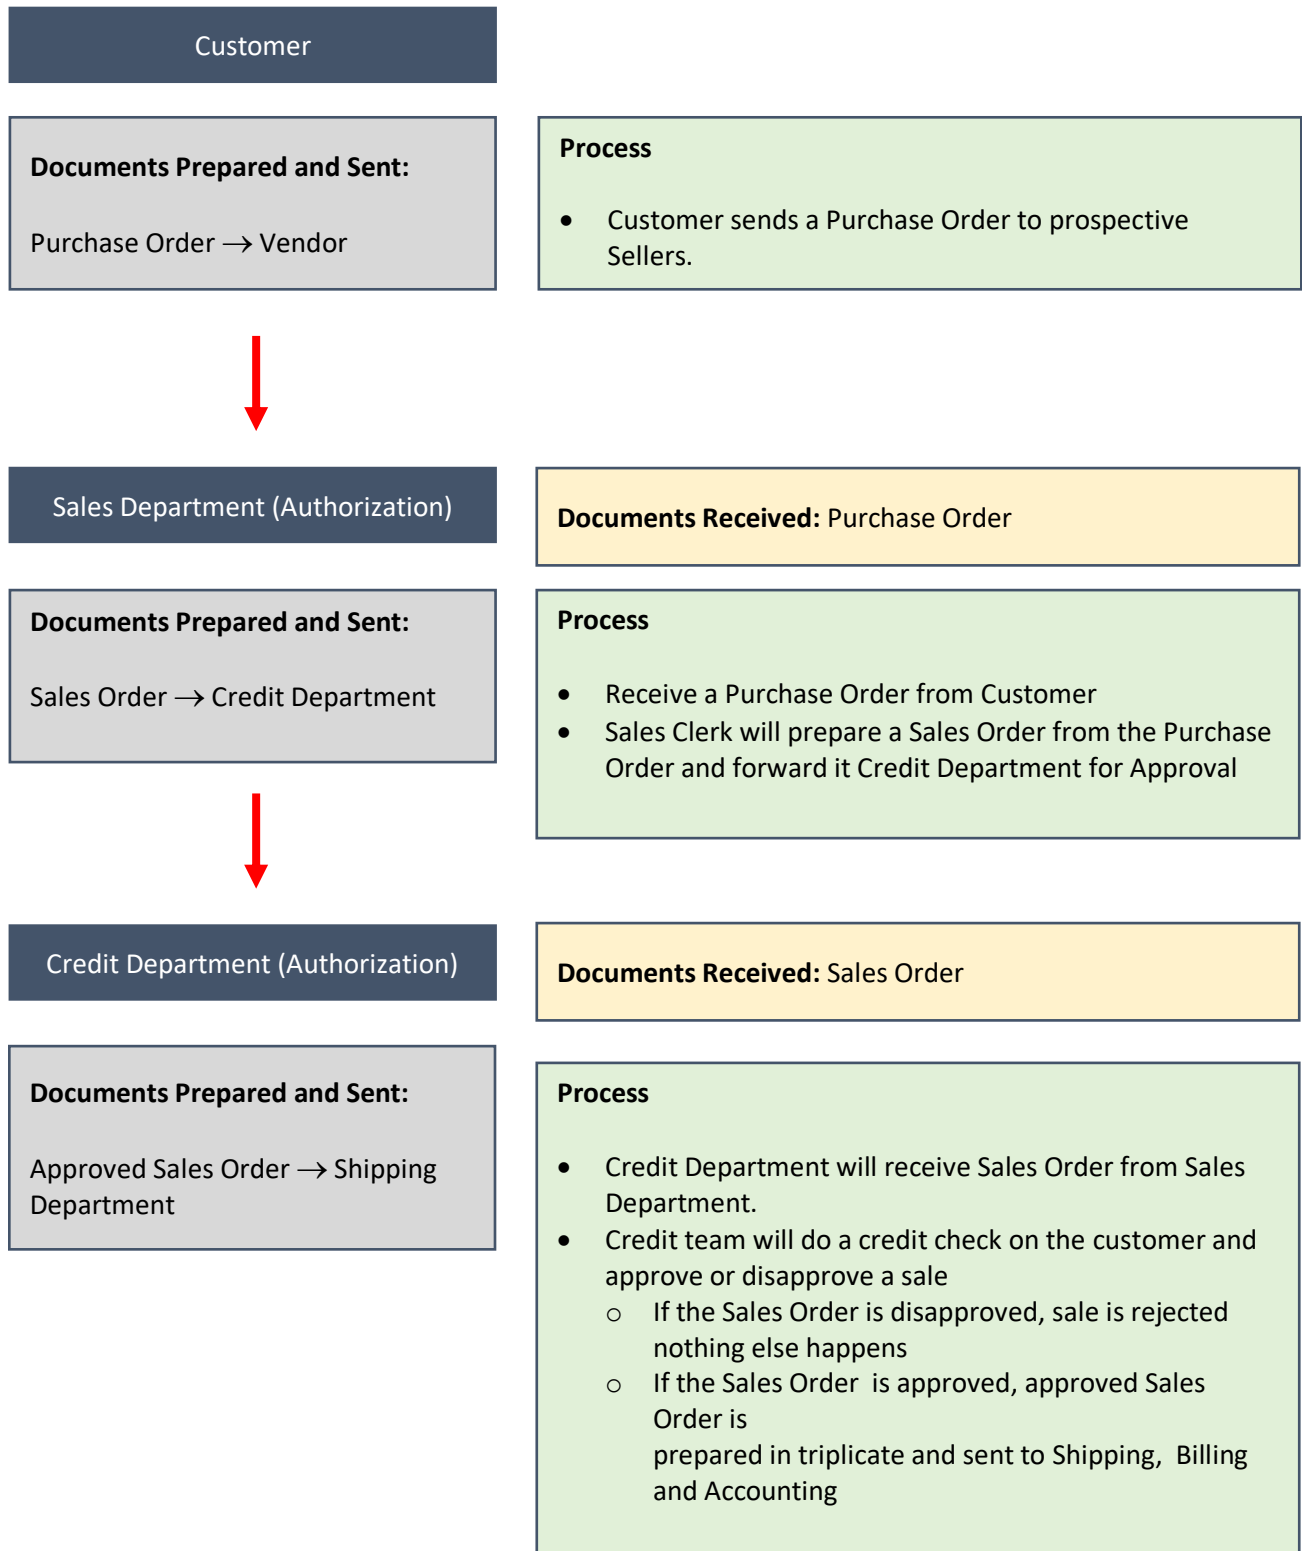 Customer
Documents Prepared and Sent:
Purchase Order → Vendor
Process
• Customer sends a Purchase Order to prospective
Sellers.
Sales Department (Authorization)
Documents Received: Purchase Order
Documents Prepared and Sent:
Sales Order → Credit Department
Process
• Receive a Purchase Order from Customer
• Sales Clerk will prepare a Sales Order from the Purchase
Order and forward it Credit Department for Approval
Credit Department (Authorization)
Documents Received: Sales Order
Documents Prepared and Sent:
Approved Sales Order → Shipping
Department
Process
• Credit Department will receive Sales Order from Sales
Department.
• Credit team will do a credit check on the customer and
approve or disapprove a sale
o If the Sales Order is disapproved, sale is rejected
nothing else happens
o If the Sales Order  is approved, approved Sales
Order is
prepared in triplicate and sent to Shipping,  Billing
and Accounting